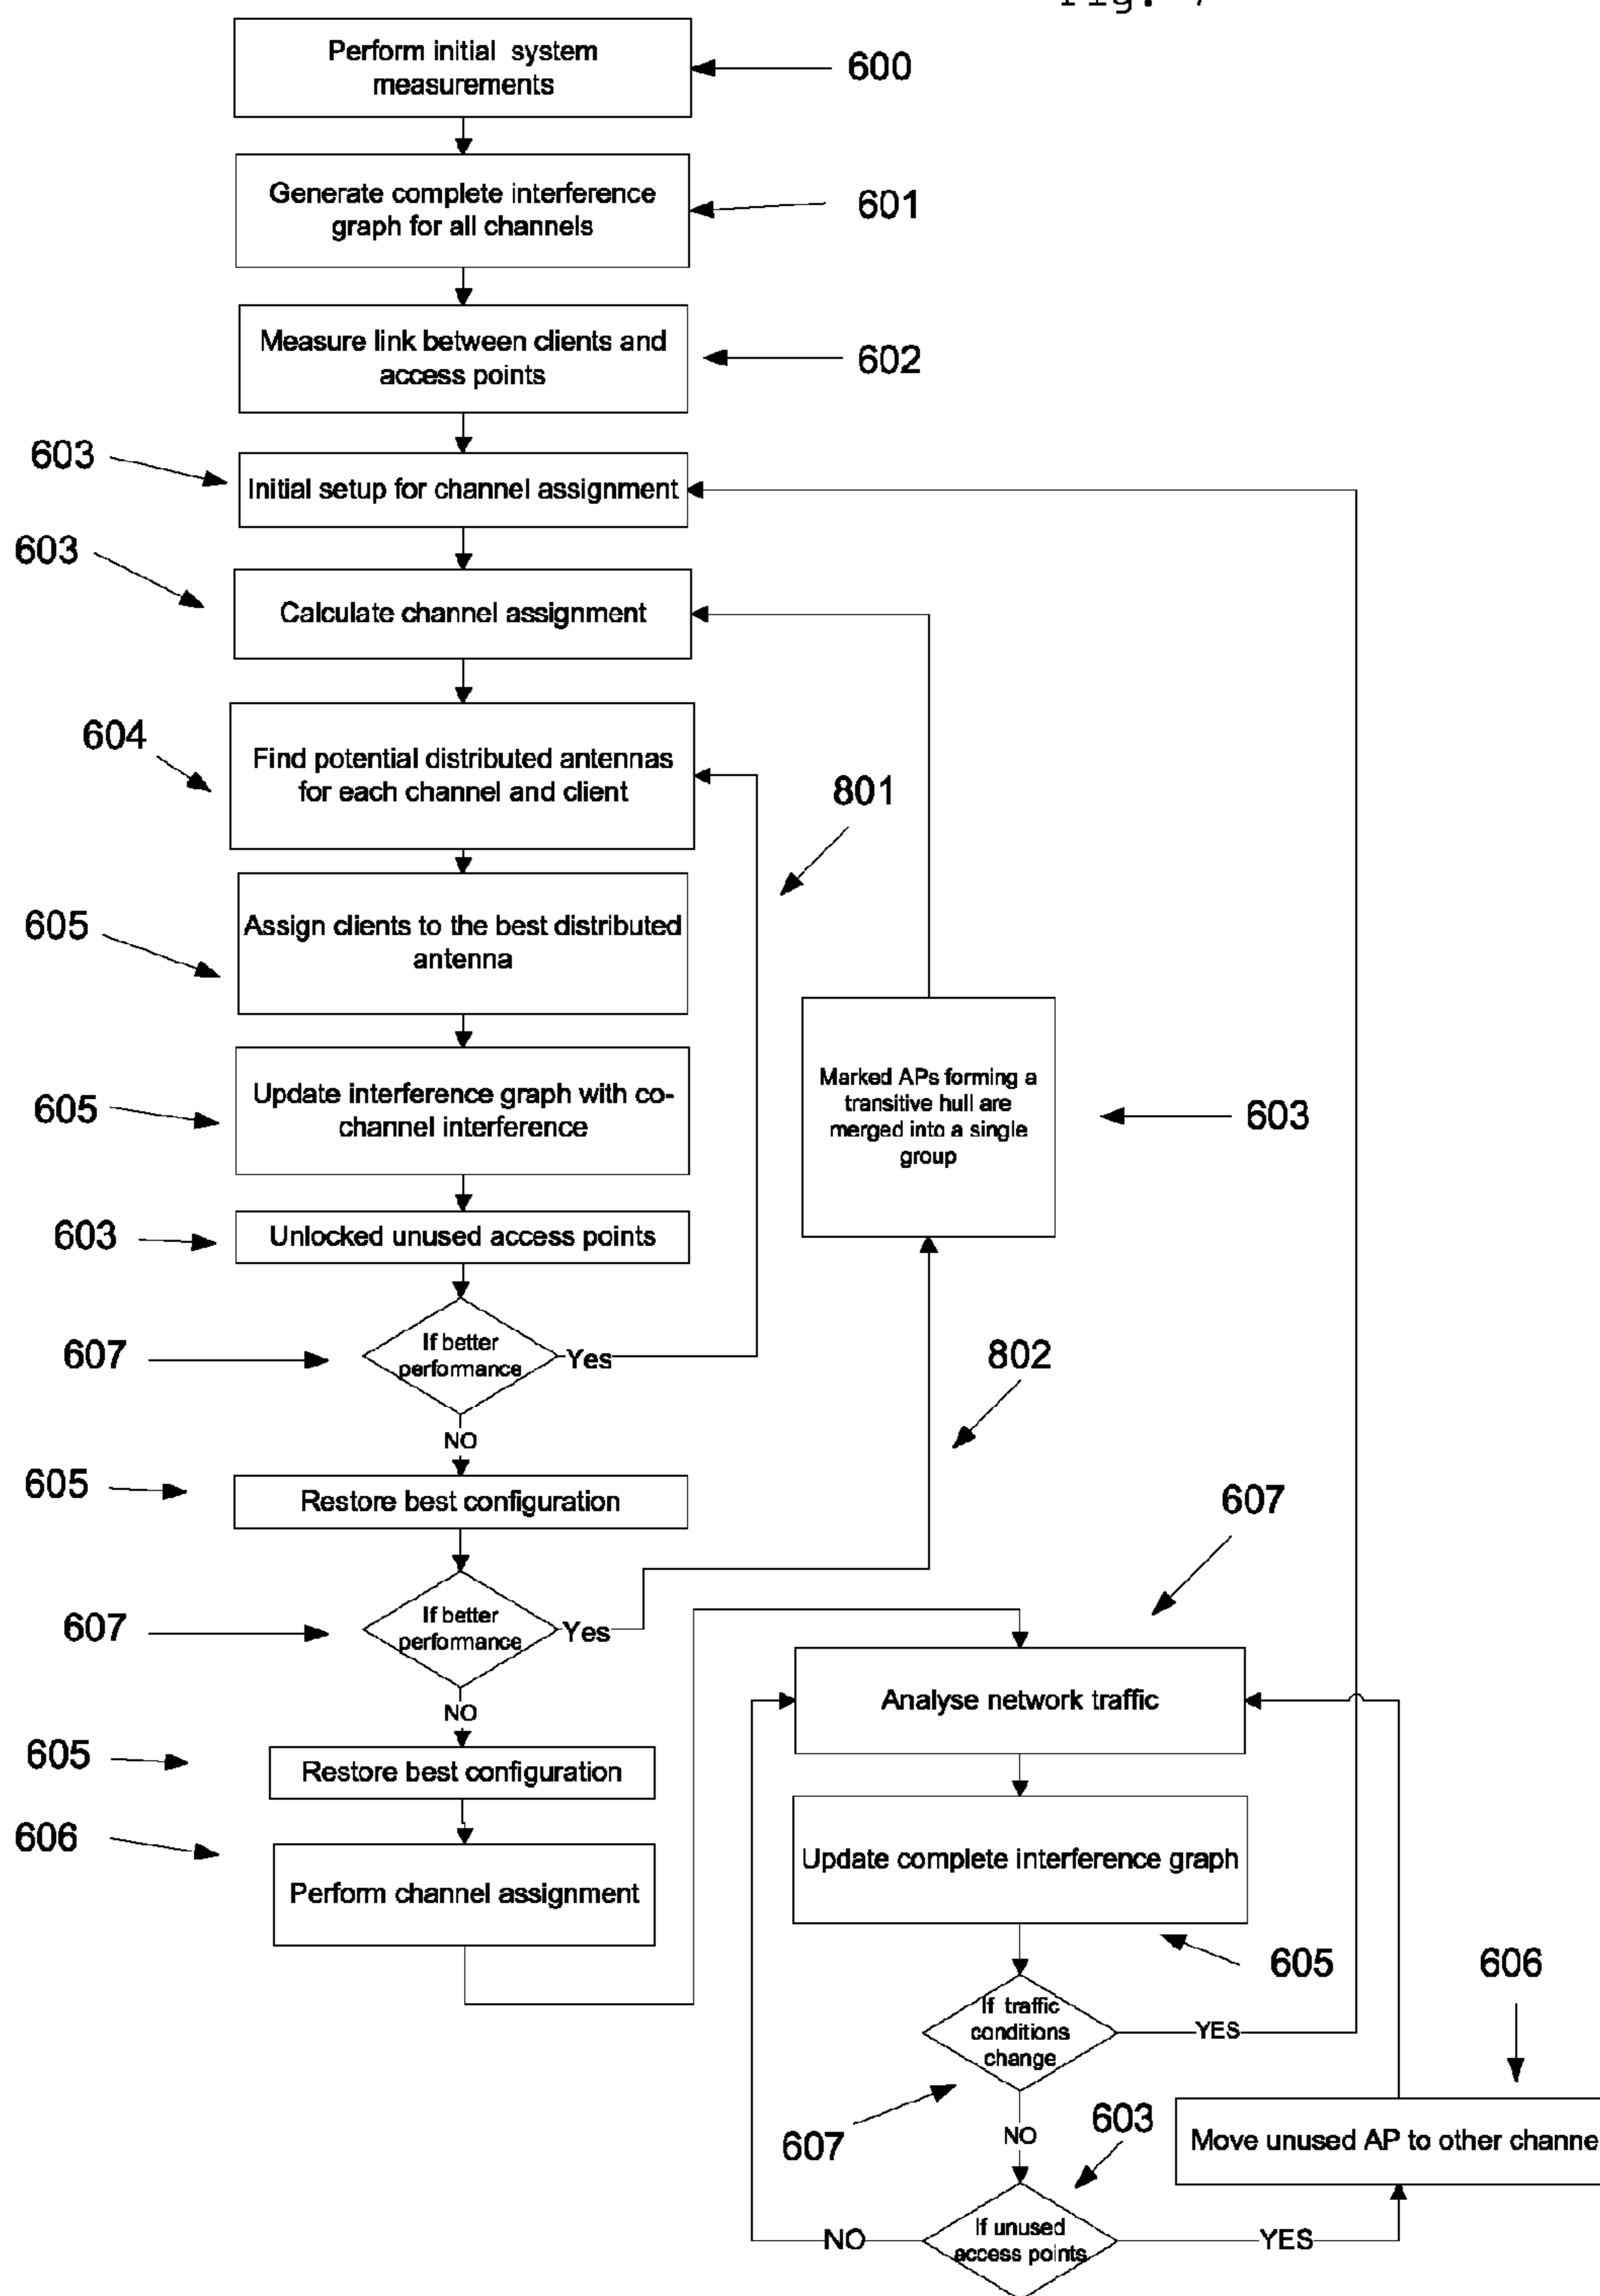 Fig. 7
Perform initial system
measurements
600
Generate complete interference
graph for all channels
601
Measure link between clients and
access points
602
603
Initial setup for channel assignment
603
Calculate channel assignment
604
Find potential distributed antennas
for each channel and client
801
605
Assign clients to the best distributed
antenna
605
Update interference graph with co-
channel interference
Marked APs forming a
transitive hull are
merged into a single
group
603
603
Unlocked unused access points
607
If better
performance
Yes
802
NO
605
Restore best configuration
607
607
If better
performance
Yes
NO
Analyse network traffic
605
Restore best configuration
606
Perform channel assignment
Update complete interference graph
605
606
If traffic
conditions
change
YES
607
NO
603
Move unused AP to other channe
NO
If unused
access points
YES